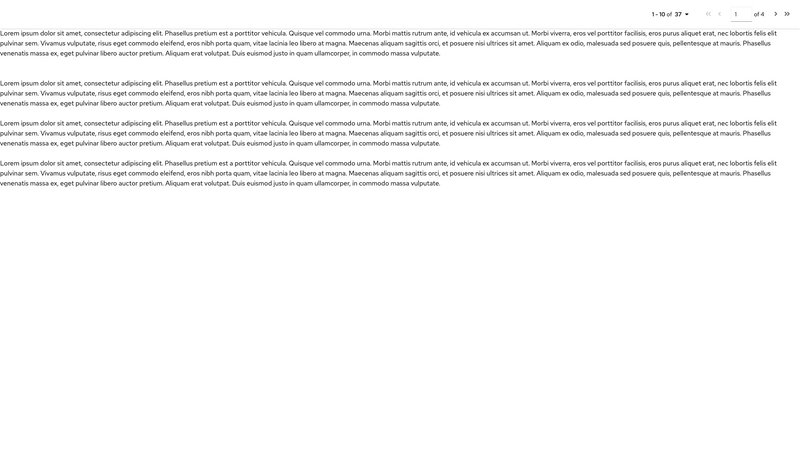 1 - 10 of 37
1 of 4
Lorem ipsum dolor sit amet, consectetur adipiscing elit. Phasellus pretium est a porttitor vehicula. Quisque vel commodo urna. Morbi mattis rutrum ante, id vehicula ex accumsan ut. Morbi viverra, eros vel porttitor facilisis, eros purus aliquet erat, nec lobortis felis elit
pulvinar sem. Vivamus vulputate, risus eget commodo eleifend, eros nibh porta quam, vitae lacinia leo libero at magna. Maecenas aliquam sagittis orci, et posuere nisi ultrices sit amet. Aliquam ex odio, malesuada sed posuere quis, pellentesque at mauris. Phasellus
venenatis massa ex, eget pulvinar libero auctor pretium. Aliquam erat volutpat. Duis euismod justo in quam ullamcorper, in commodo massa vulputate.
Lorem ipsum dolor sit amet, consectetur adipiscing elit. Phasellus pretium est a porttitor vehicula. Quisque vel commodo urna. Morbi mattis rutrum ante, id vehicula ex accumsan ut. Morbi viverra, eros vel porttitor facilisis, eros purus aliquet erat, nec lobortis felis elit
pulvinar sem. Vivamus vulputate, risus eget commodo eleifend, eros nibh porta quam, vitae lacinia leo libero at magna. Maecenas aliquam sagittis orci, et posuere nisi ultrices sit amet. Aliquam ex odio, malesuada sed posuere quis, pellentesque at mauris. Phasellus
venenatis massa ex, eget pulvinar libero auctor pretium. Aliquam erat volutpat. Duis euismod justo in quam ullamcorper, in commodo massa vulputate.
Lorem ipsum dolor sit amet, consectetur adipiscing elit. Phasellus pretium est a porttitor vehicula. Quisque vel commodo urna. Morbi mattis rutrum ante, id vehicula ex accumsan ut. Morbi viverra, eros vel porttitor facilisis, eros purus aliquet erat, nec lobortis felis elit
pulvinar sem. Vivamus vulputate, risus eget commodo eleifend, eros nibh porta quam, vitae lacinia leo libero at magna. Maecenas aliquam sagittis orci, et posuere nisi ultrices sit amet. Aliquam ex odio, malesuada sed posuere quis, pellentesque at mauris. Phasellus
venenatis massa ex, eget pulvinar libero auctor pretium. Aliquam erat volutpat. Duis euismod justo in quam ullamcorper, in commodo massa vulputate.
Lorem ipsum dolor sit amet, consectetur adipiscing elit. Phasellus pretium est a porttitor vehicula. Quisque vel commodo urna. Morbi mattis rutrum ante, id vehicula ex accumsan ut. Morbi viverra, eros vel porttitor facilisis, eros purus aliquet erat, nec lobortis felis elit
pulvinar sem. Vivamus vulputate, risus eget commodo eleifend, eros nibh porta quam, vitae lacinia leo libero at magna. Maecenas aliquam sagittis orci, et posuere nisi ultrices sit amet. Aliquam ex odio, malesuada sed posuere quis, pellentesque at mauris. Phasellus
venenatis massa ex, eget pulvinar libero auctor pretium. Aliquam erat volutpat. Duis euismod justo in quam ullamcorper, in commodo massa vulputate.